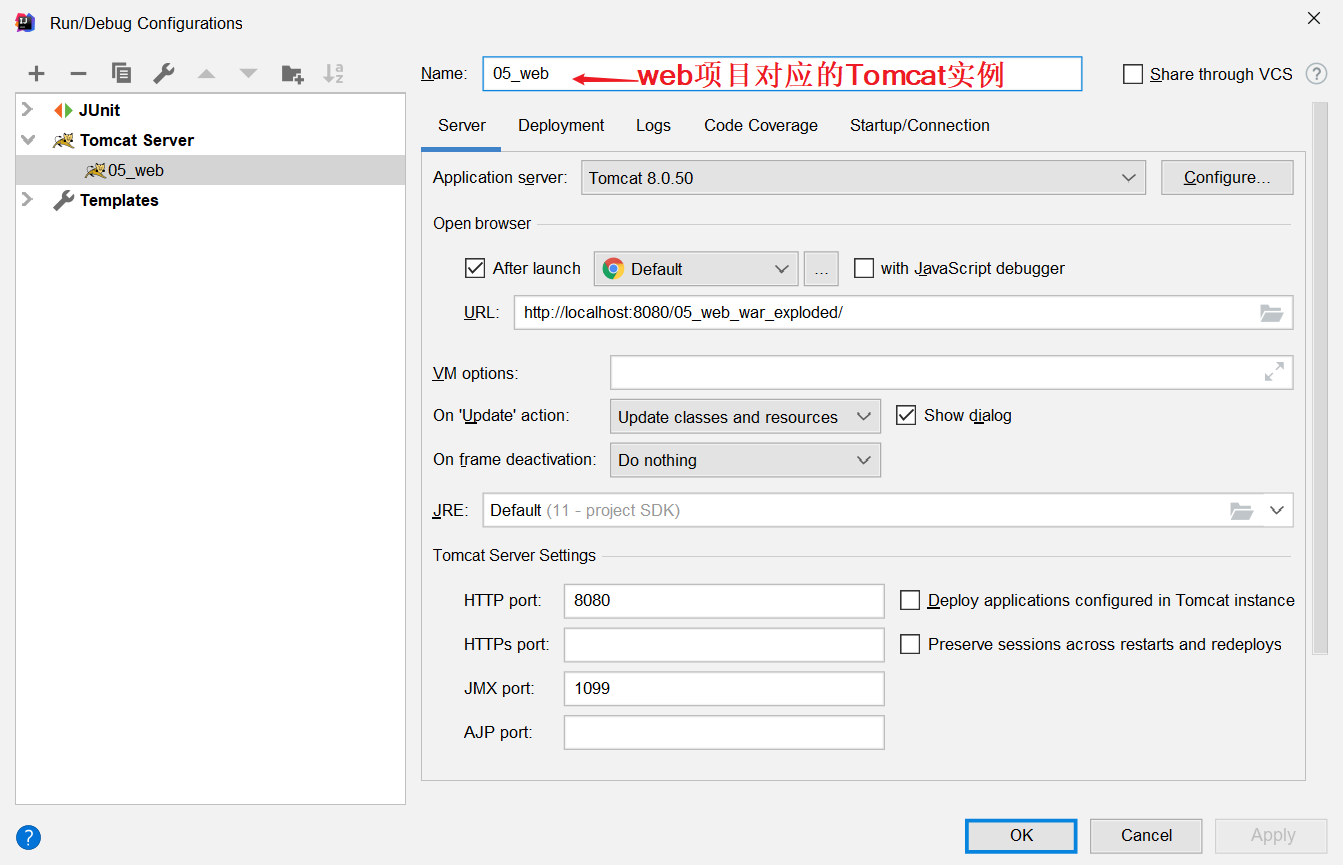 Run/Debug Configurations
JUnit
Tomcat Server
05_web
Templates
Name: 05_web web项目对应的Tomcat实例 Share through VCS ?
Server Deployment Logs Code Coverage Startup/Connection
Application server: Tomcat 8.0.50 Configure...
Open browser
After launch Default ... with JavaScript debugger
URL: http://localhost:8080/05_web_war_exploded/
VM options:
On 'Update' action: Update classes and resources Show dialog
On frame deactivation: Do nothing
JRE: Default (11 - project SDK)
Tomcat Server Settings
HTTP port: 8080 Deploy applications configured in Tomcat instance
HTTPs port: Preserve sessions across restarts and redeploys
JMX port: 1099
AJP port:
? OK Cancel Apply